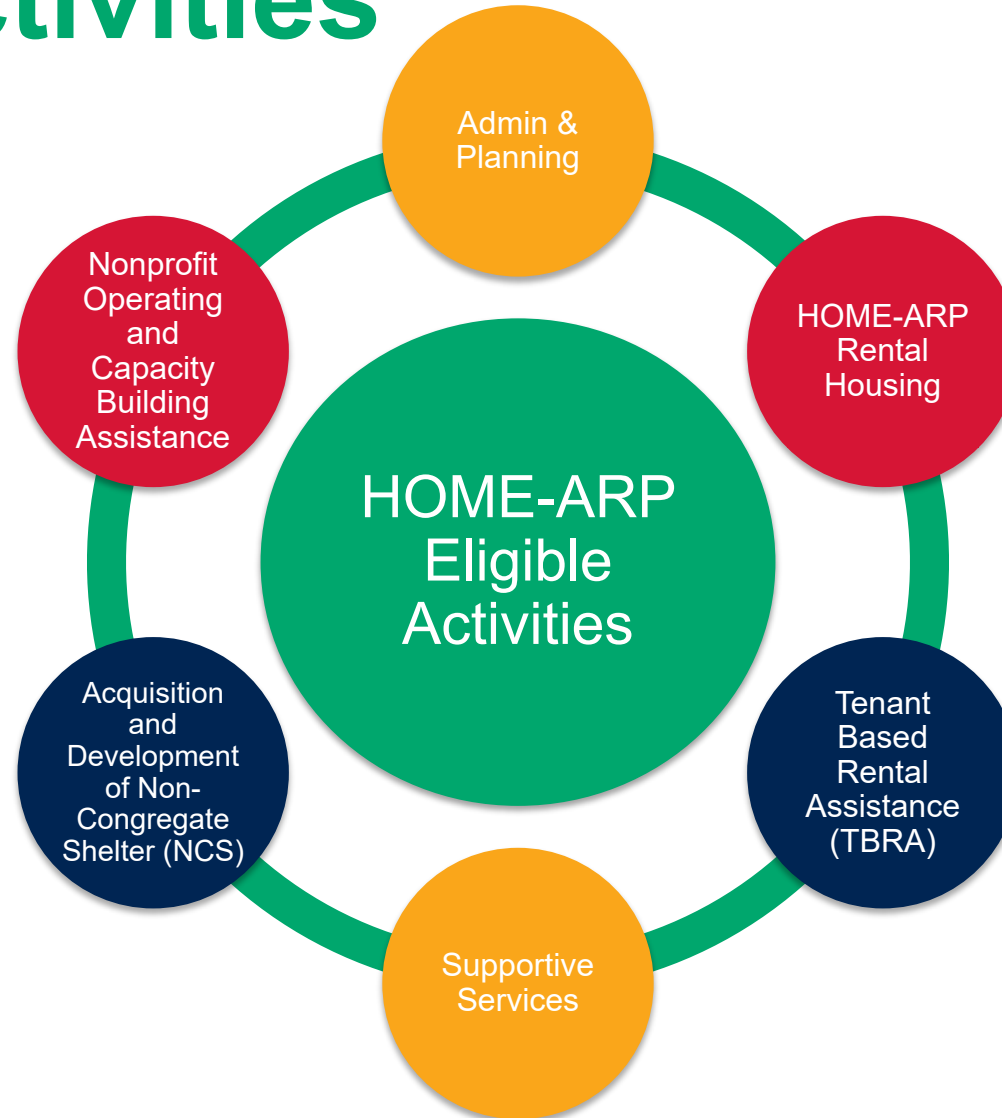 ctivities
Admin &
Planning
HOME-ARP
Rental
Housing
Tenant
Based
Rental
Assistance
(TBRA)
Supportive
Services
Acquisition
and
Development
of Non-
Congregate
Shelter (NCS)
Nonprofit
Operating
and
Capacity
Building
Assistance
HOME-ARP
Eligible
Activities